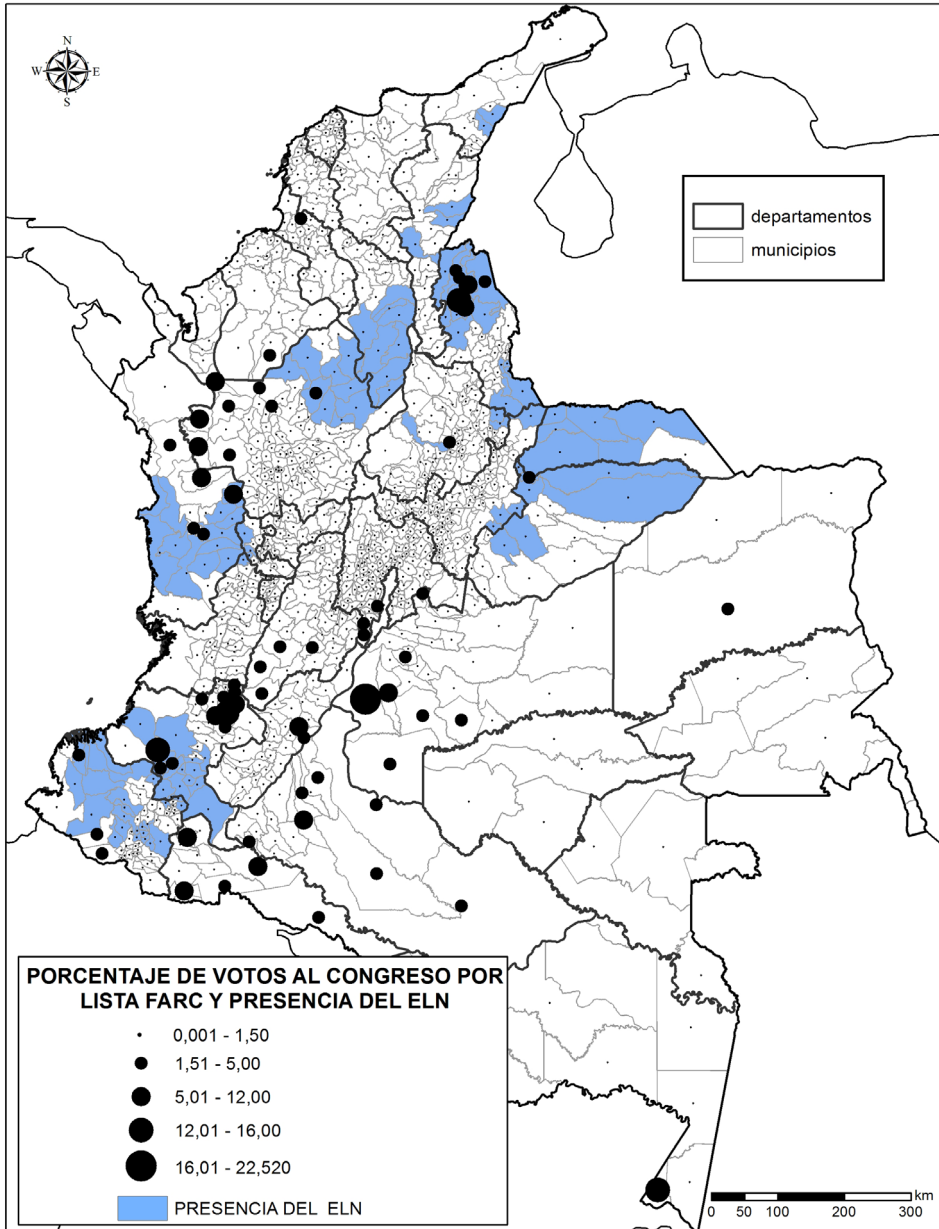 N
W E
S
departamentos
municipios
PORCENTAJE DE VOTOS AL CONGRESO POR
LISTA FARC Y PRESENCIA DEL ELN
0,001 - 1,50
1,51 - 5,00
5,01 - 12,00
12,01 - 16,00
16,01 - 22,520
PRESENCIA DEL ELN
km
0 50 100 200 300